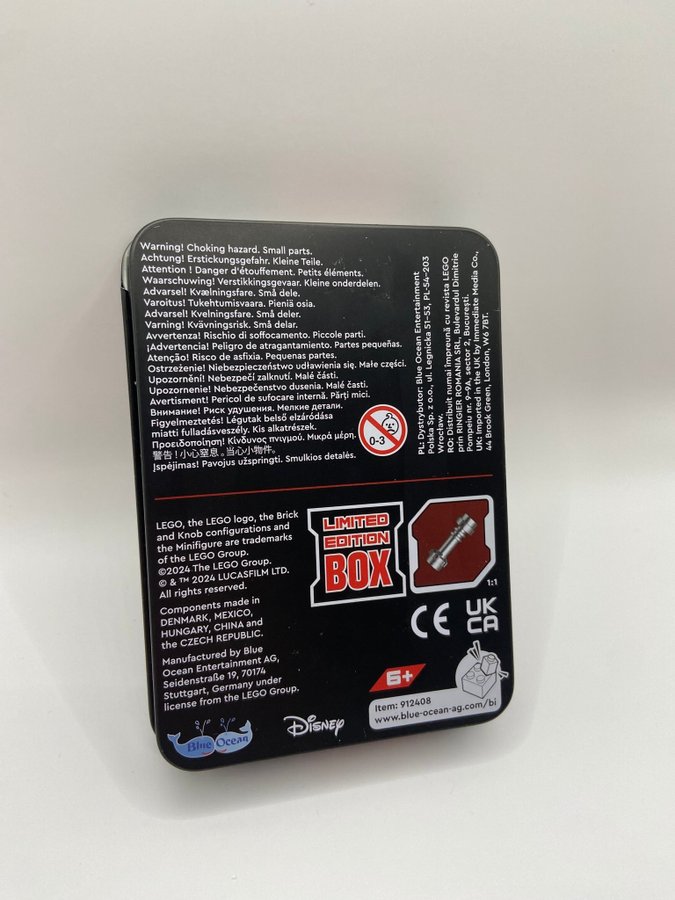 Warning! Choking hazard. Small parts.
Achtung! Erstickungsgefahr. Kleine Teile.
Attention ! Danger d'étouffement. Petits éléments.
Waarschuwing! Verstikkingsgevaar. Kleine onderdelen.
Advarsel! Kvælningsfare. Små dele.
Varoitus! Tukehtumisvaara. Pieniä osia.
Advarsel! Kvelningsfare. Små deler.
Varning! Kvävningsrisk. Små delar.
Avvertenza! Rischio di soffocamento. Piccole parti.
¡Advertencia! Peligro de atragantamiento. Partes pequeñas.
Atenção! Risco de asfixia. Pequenas partes.
Ostrzeżenie! Niebezpieczeństwo udławienia się. Małe części.
Upozornění! Nebezpečí zalknutí. Malé části.
Upozornenie! Nebezpečenstvo dusenia. Malé časti.
Avertisment! Pericol de sufocare internă. Părți mici.
Внимание! Риск удушения. Мелкие детали.
Figyelmeztetés! Légutak belső elzáródása
miatti fulladásveszély. Kis alkatrészek.
Προειδοποίηση! Κίνδυνος πνιγμού. Μικρά μέρη.
警告！小心窒息。当心小物件。
Įspėjimas! Pavojus užspringti. Smulkios detalės.
0-3
PL: Dystrybutor: Blue Ocean Entertainment
Polska Sp. z o.o., ul. Legnicka 51-53, PL-54-203
Wrocław.
RO: Distribuit numai împreună cu revista LEGO
prin RINGIER ROMANIA SRL, Bulevardul Dimitrie
Pompeiu nr. 9-9A, sector 2, București.
UK: Imported in the UK by Immediate Media Co,
44 Brook Green, London, W6 7BT.
LEGO, the LEGO logo, the Brick
and Knob configurations and
the Minifigure are trademarks
of the LEGO Group.
©2024 The LEGO Group.
© & ™ 2024 LUCASFILM LTD.
All rights reserved.
Components made in
DENMARK, MEXICO,
HUNGARY, CHINA and
the CZECH REPUBLIC.
Manufactured by Blue
Ocean Entertainment AG,
Seidenstraße 19, 70174
Stuttgart, Germany under
license from the LEGO Group.
LIMITED
EDITION
BOX
1:1
CE
UK
CA
6+
Item: 912408
www.blue-ocean-ag.com/bi
Blue Ocean
Disney